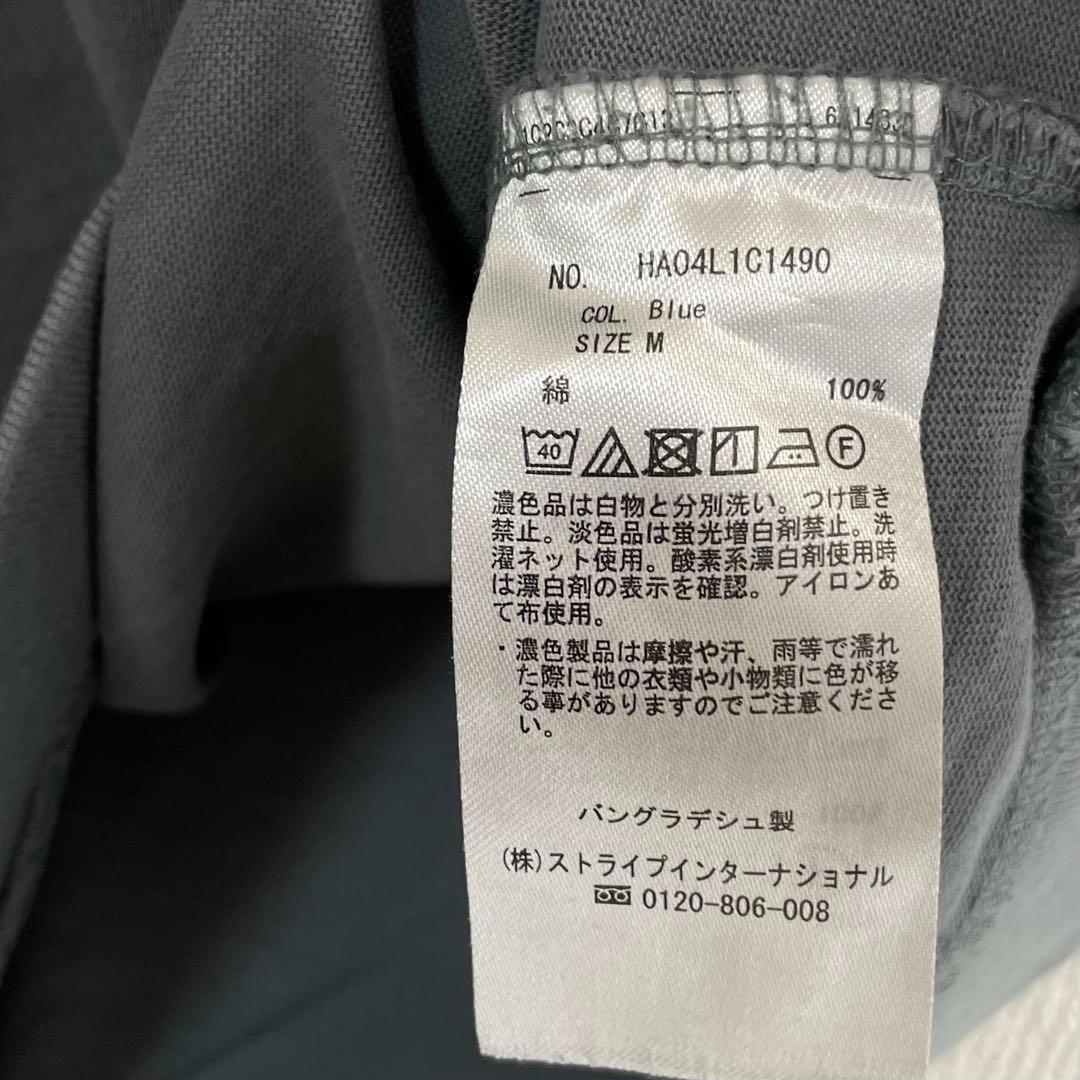 NO. HA04L1C1490
COL. Blue
SIZE M
綿 100%
40 F
濃色品は白物と分別洗い。つけ置き
禁止。淡色品は蛍光増白剤禁止。洗
濯ネット使用。酸素系漂白剤使用時
は漂白剤の表示を確認。アイロンあ
て布使用。
・濃色製品は摩擦や汗、雨等で濡れ
た際に他の衣類や小物類に色が移
る事がありますのでご注意くださ
い。
バングラデシュ製
(株)ストライプインターナショナル
0120-806-008